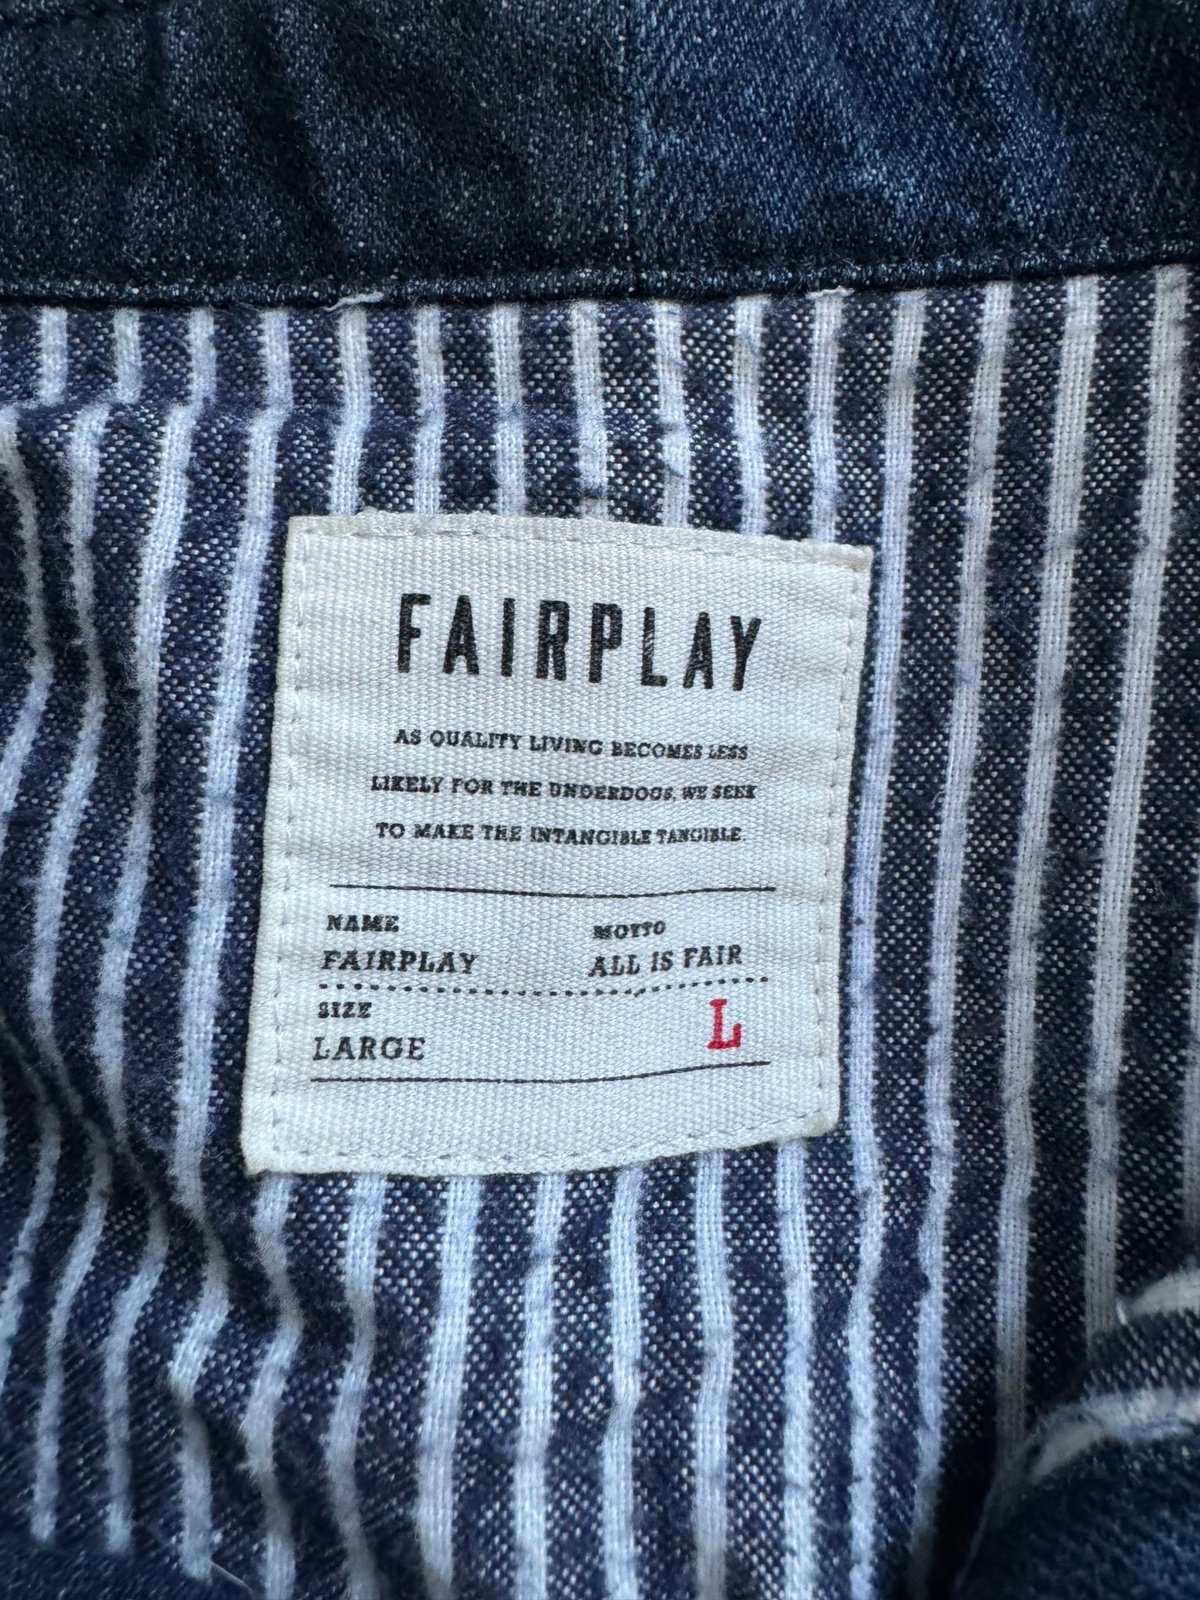 FAIRPLAY
AS QUALITY LIVING BECOMES LESS
LIKELY FOR THE UNDERDOGS, WE SEEK
TO MAKE THE INTANGIBLE TANGIBLE.
NAME MOTTO
FAIRPLAY ALL IS FAIR
SIZE
LARGE L